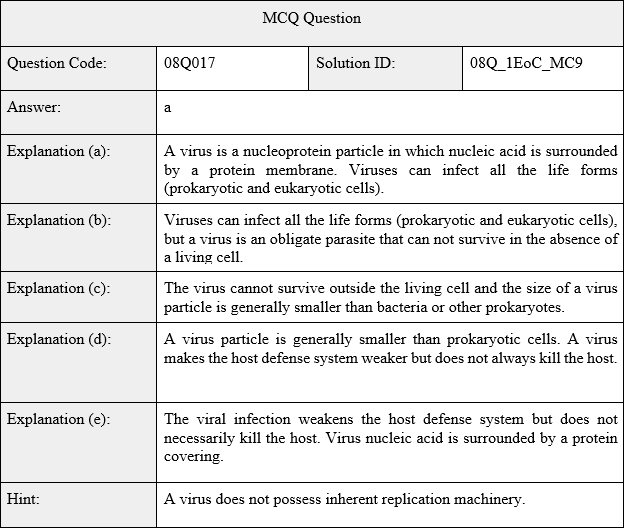 MCQ Question
Question Code: 08Q017 Solution ID: 08Q_1EoC_MC9
Answer: a
Explanation (a): A virus is a nucleoprotein particle in which nucleic acid is surrounded
by a protein membrane. Viruses can infect all the life forms
(prokaryotic and eukaryotic cells).
Explanation (b): Viruses can infect all the life forms (prokaryotic and eukaryotic cells),
but a virus is an obligate parasite that can not survive in the absence of
a living cell.
Explanation (c): The virus cannot survive outside the living cell and the size of a virus
particle is generally smaller than bacteria or other prokaryotes.
Explanation (d): A virus particle is generally smaller than prokaryotic cells. A virus
makes the host defense system weaker but does not always kill the host.
Explanation (e): The viral infection weakens the host defense system but does not
necessarily kill the host. Virus nucleic acid is surrounded by a protein
covering.
Hint: A virus does not possess inherent replication machinery.